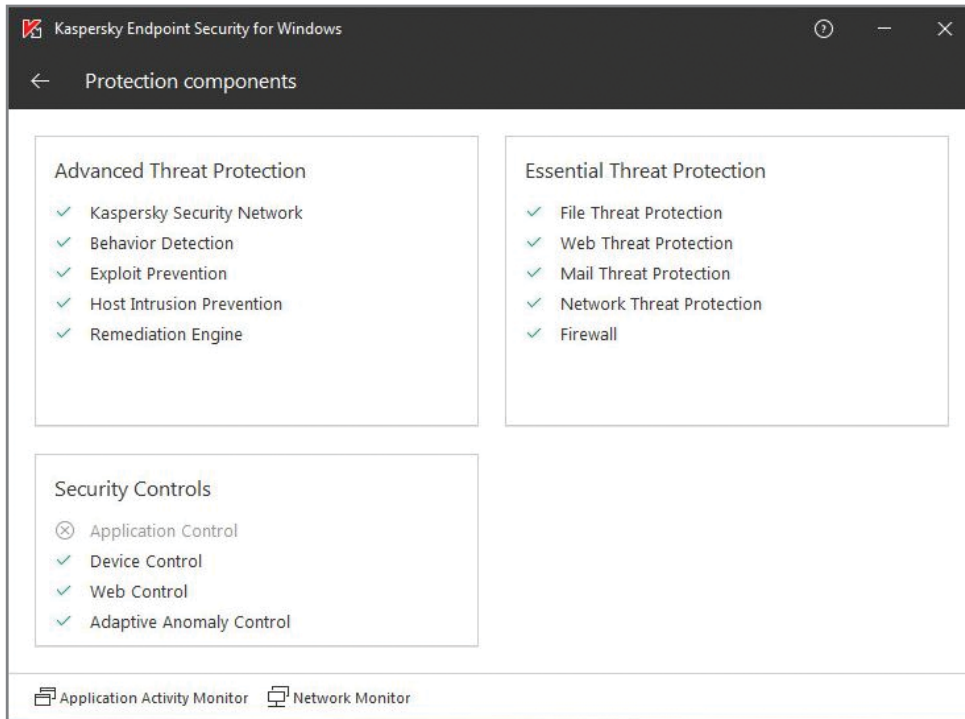 Kaspersky Endpoint Security for Windows
Protection components
Advanced Threat Protection
Kaspersky Security Network
Behavior Detection
Exploit Prevention
Host Intrusion Prevention
Remediation Engine
Essential Threat Protection
File Threat Protection
Web Threat Protection
Mail Threat Protection
Network Threat Protection
Firewall
Security Controls
Application Control
Device Control
Web Control
Adaptive Anomaly Control
Application Activity Monitor Network Monitor